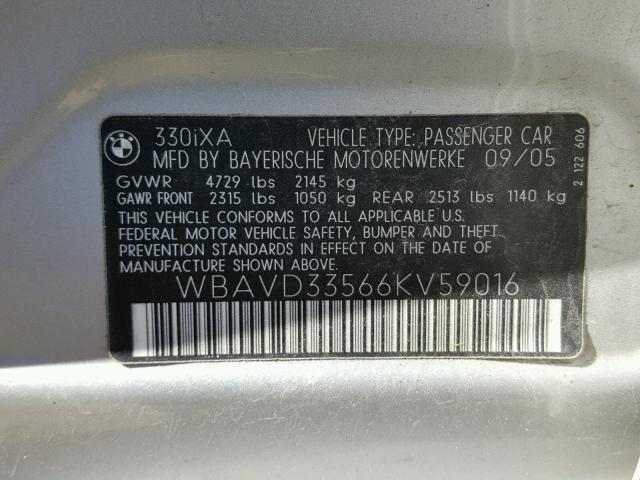 BMW
330iXA VEHICLE TYPE: PASSENGER CAR
MFD BY BAYERISCHE MOTORENWERKE 09/05
GVWR 4729 lbs 2145 kg
GAWR FRONT 2315 lbs 1050 kg REAR 2513 lbs 1140 kg
THIS VEHICLE CONFORMS TO ALL APPLICABLE U.S.
FEDERAL MOTOR VEHICLE SAFETY, BUMPER AND THEFT
PREVENTION STANDARDS IN EFFECT ON THE DATE OF
MANUFACTURE SHOWN ABOVE.
WBAVD33566KV59016
2 122 606